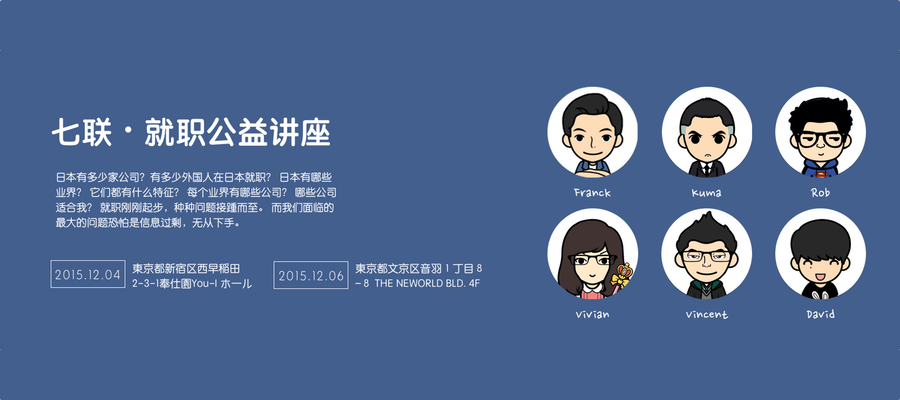 七联·就职公益讲座
日本有多少家公司？有多少外国人在日本就职？ 日本有哪些
业界？ 它们都有什么特征？ 每个业界有哪些公司？ 哪些公司
适合我？ 就职刚刚起步，种种问题接踵而至。 而我们面临的
最大的问题恐怕是信息过剩，无从下手。
2015.12.04
東京都新宿区西早稲田
2-3-1奉仕園You-I ホール
2015.12.06
東京都文京区音羽 1 丁目 8
- 8 THE NEWORLD BLD. 4F
Franck
Kuma
Rob
Vivian
Vincent
David